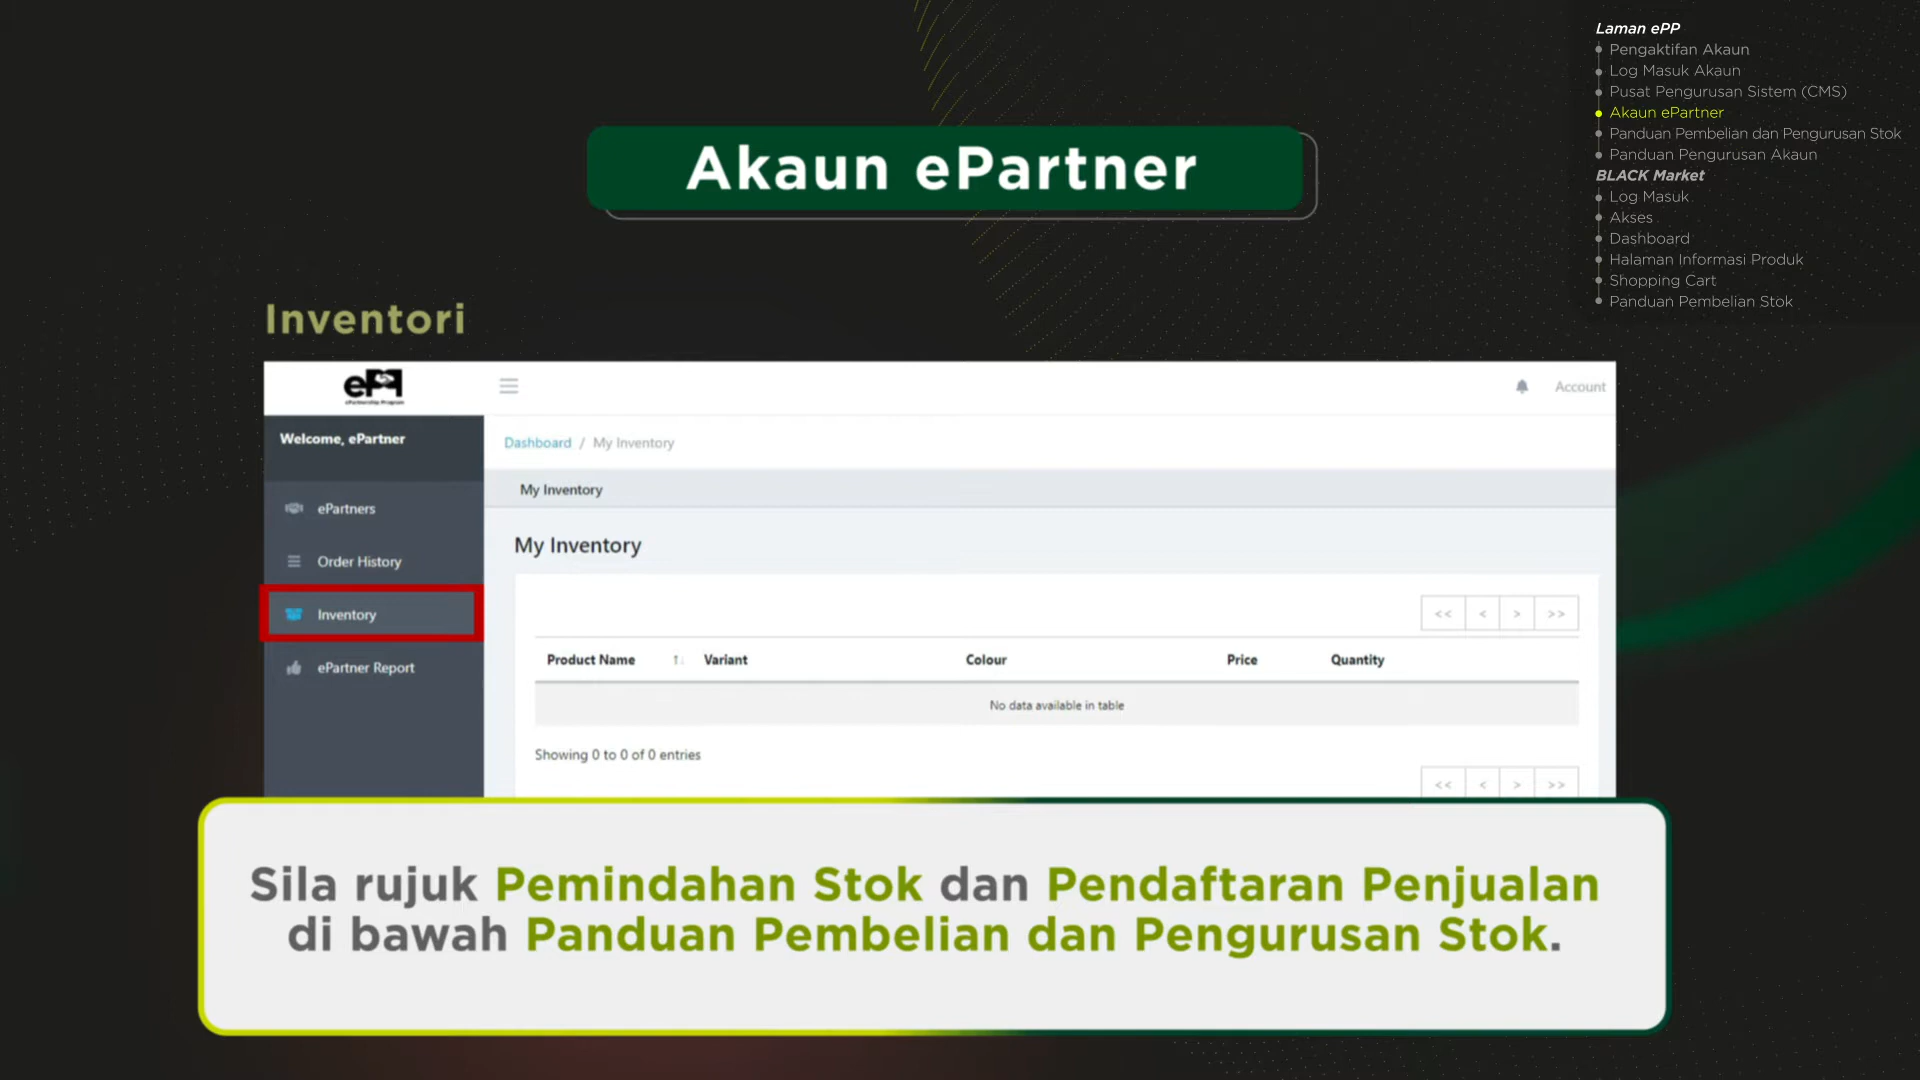 Laman ePP
Pengaktifan Akaun
Log Masuk Akaun
Pusat Pengurusan Sistem (CMS)
Akaun ePartner
Panduan Pembelian dan Pengurusan Stok
Panduan Pengurusan Akaun
BLACK Market
Log Masuk
Akses
Dashboard
Halaman Informasi Produk
Shopping Cart
Panduan Pembelian Stok
Akaun ePartner
Inventori
ePP
ePartnership Program
Account
Welcome, ePartner
Dashboard / My Inventory
My Inventory
ePartners
Order History
Inventory
ePartner Report
My Inventory
<< < > >>
Product Name Variant Colour Price Quantity
No data available in table
Showing 0 to 0 of 0 entries
<< < > >>
Sila rujuk Pemindahan Stok dan Pendaftaran Penjualan
di bawah Panduan Pembelian dan Pengurusan Stok.